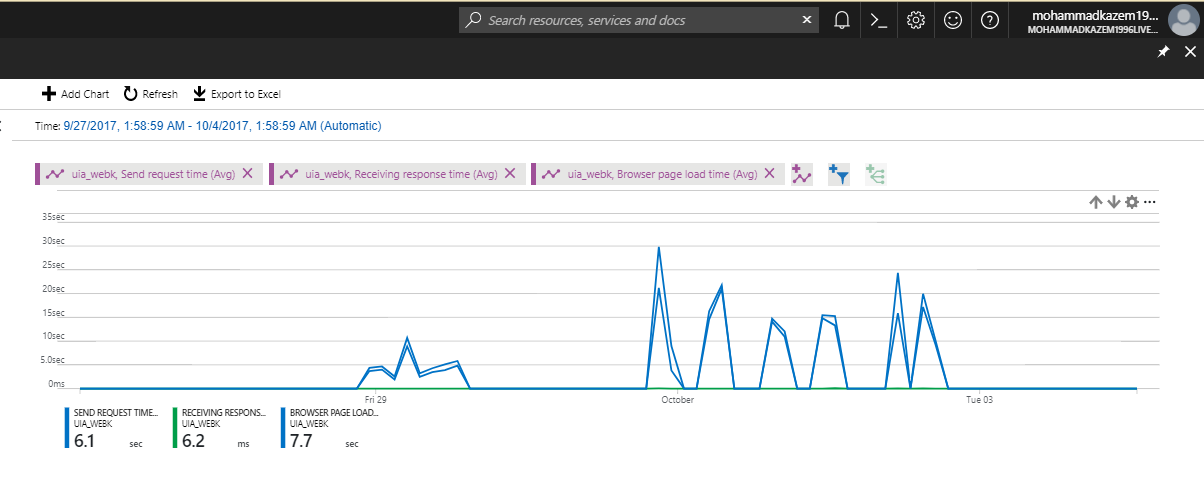 Search resources, services and docs
mohammadkazem19...
MOHAMMADKAZEM1996LIVE...
Add Chart Refresh Export to Excel
Time: 9/27/2017, 1:58:59 AM - 10/4/2017, 1:58:59 AM (Automatic)
uia_webk, Send request time (Avg) uia_webk, Receiving response time (Avg) uia_webk, Browser page load time (Avg)
35sec
30sec
25sec
20sec
15sec
10sec
5.0sec
0ms
Fri 29 October Tue 03
SEND REQUEST TIME... RECEIVING RESPONS... BROWSER PAGE LOAD...
UIA_WEBK UIA_WEBK UIA_WEBK
6.1 sec 6.2 ms 7.7 sec